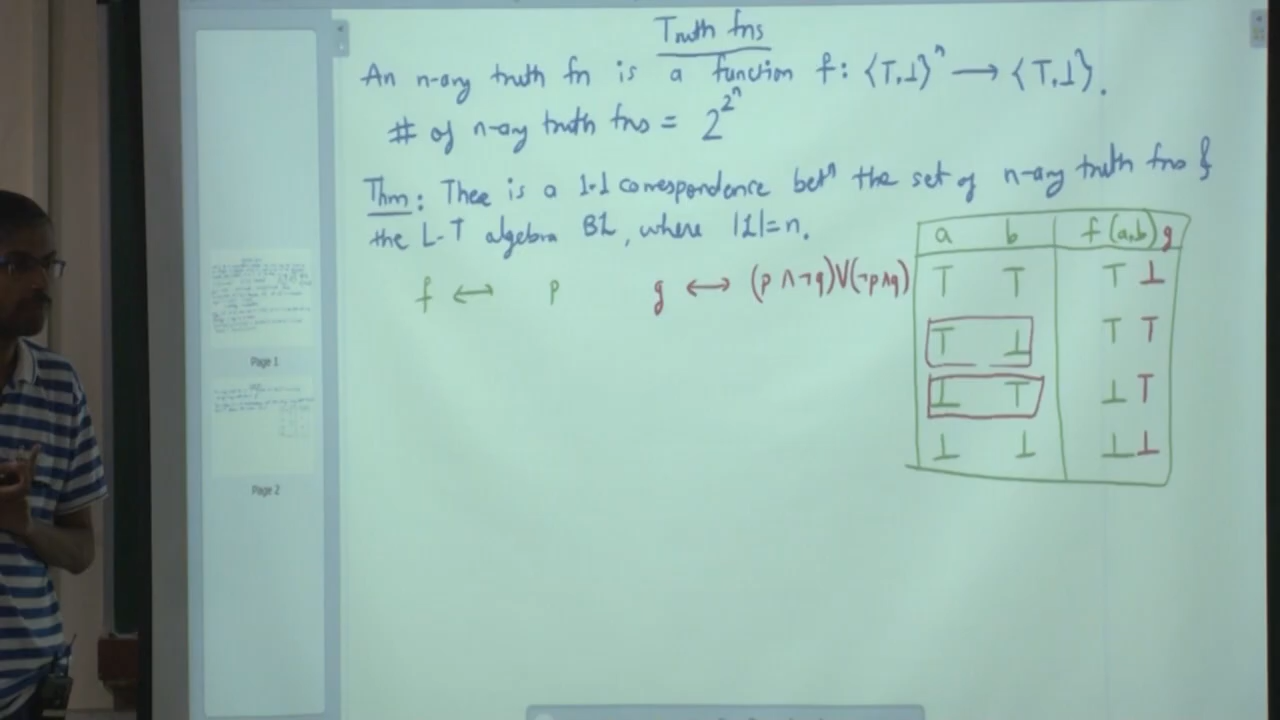 Truth fns
An n-ary truth fn is a function f: {T,⊥}ⁿ → {T,⊥}.
# of n-ary truth fns = 2^2^n
Thm: There is a 1-1 correspondence betⁿ the set of n-ary truth fns &
the L-T algebra BL, where |L|=n.
f ↔ p g ↔ (p ∧ ¬q)∨(¬p∧q)
a b f(a,b) g
T T T ⊥
T ⊥ T T
⊥ T ⊥ T
⊥ ⊥ ⊥ ⊥
Page 1
Page 2